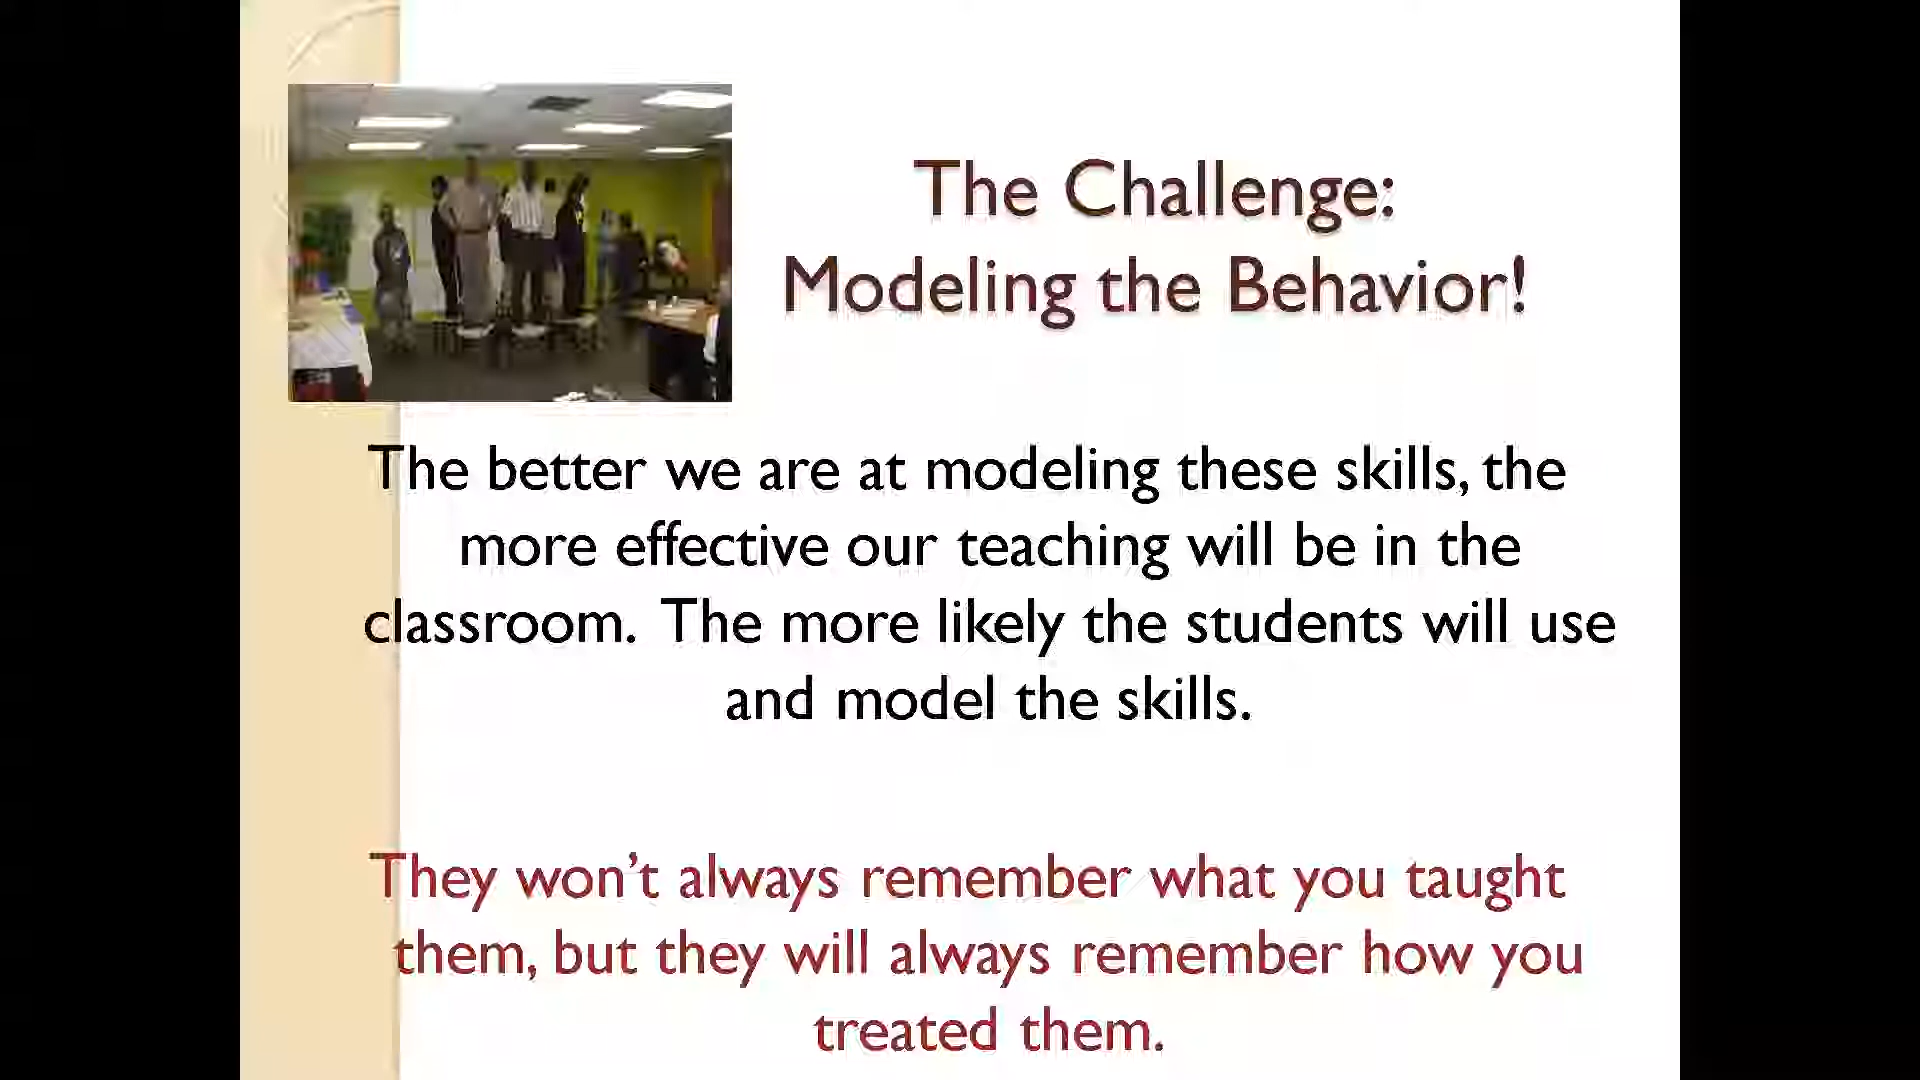 The Challenge:
Modeling the Behavior!
The better we are at modeling these skills, the
more effective our teaching will be in the
classroom. The more likely the students will use
and model the skills.
They won’t always remember what you taught
them, but they will always remember how you
treated them.